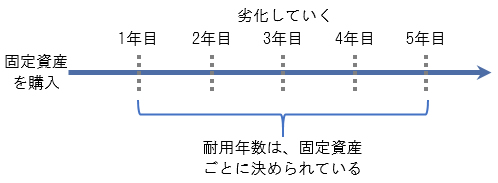 劣化していく
1年目 2年目 3年目 4年目 5年目
固定資産
を購入
耐用年数は、固定資産
ごとに決められている